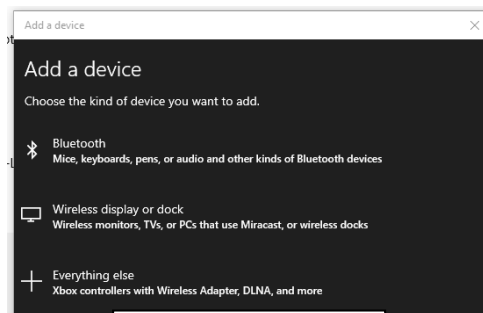 Add a device
Add a device
Choose the kind of device you want to add.
Bluetooth
Mice, keyboards, pens, or audio and other kinds of Bluetooth devices
Wireless display or dock
Wireless monitors, TVs, or PCs that use Miracast, or wireless docks
Everything else
Xbox controllers with Wireless Adapter, DLNA, and more